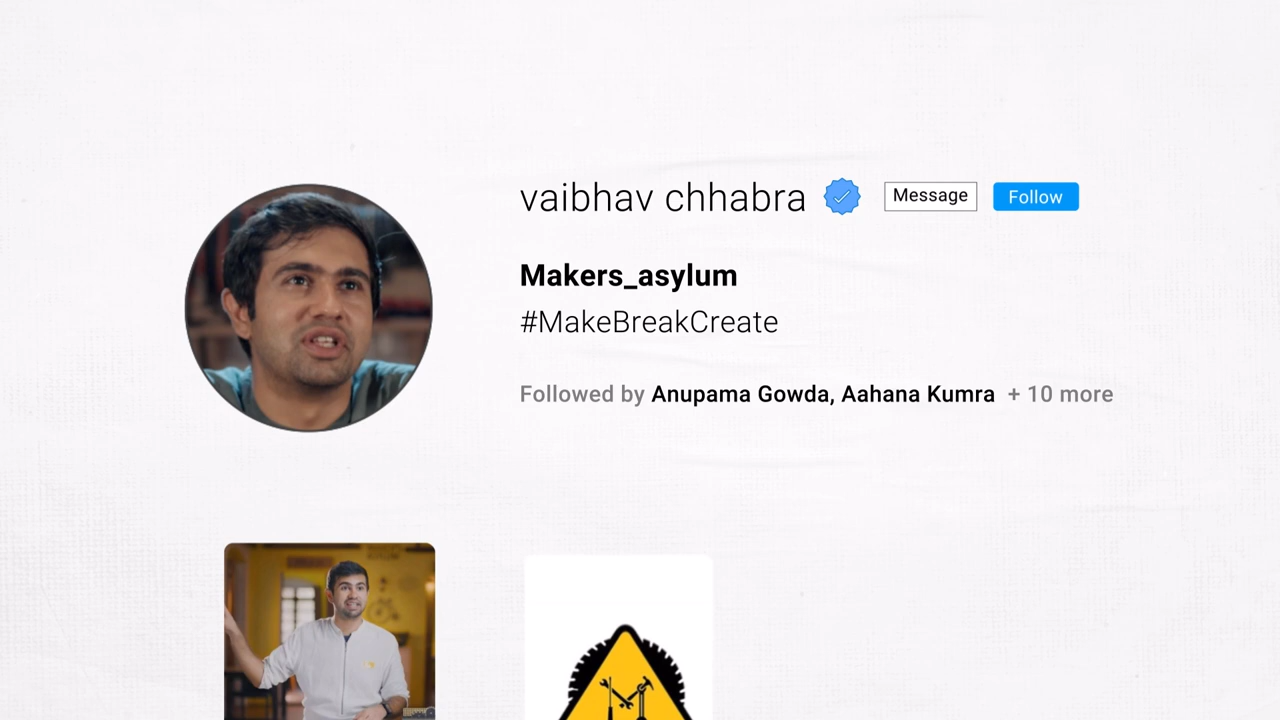 vaibhav chhabra
Message
Follow
Makers_asylum
#MakeBreakCreate
Followed by Anupama Gowda, Aahana Kumra + 10 more